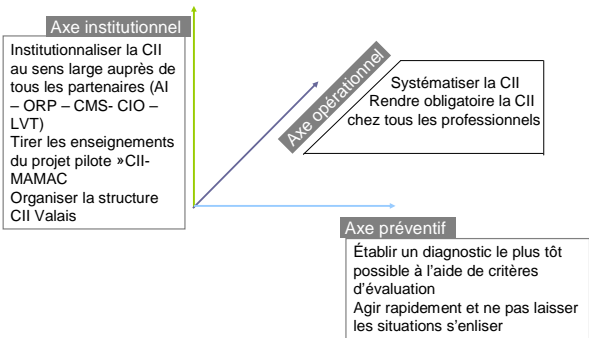 Axe institutionnel
Institutionnaliser la CII
au sens large auprès de
tous les partenaires (AI
– ORP – CMS- CIO –
LVT)
Tirer les enseignements
du projet pilote »CII-
MAMAC
Organiser la structure
CII Valais
Axe opérationnel
Systématiser la CII
Rendre obligatoire la CII
chez tous les professionnels
Axe préventif
Établir un diagnostic le plus tôt
possible à l’aide de critères
d’évaluation
Agir rapidement et ne pas laisser
les situations s’enliser